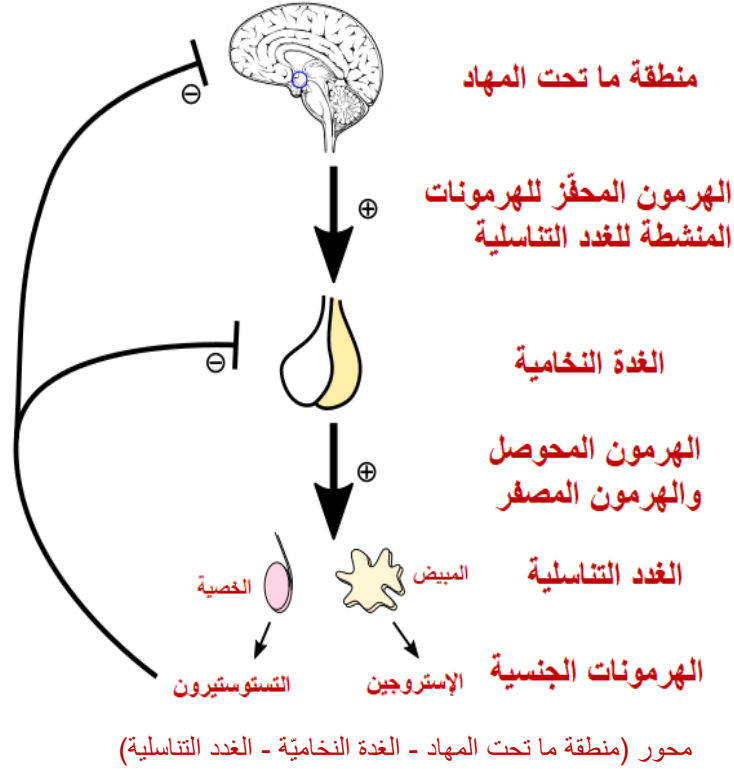 منطقة ما تحت المهاد
⊖
الهرمون المحفّز للهرمونات
المنشطة للغدد التناسلية
⊕
الغدة النخامية
⊖
الهرمون المحوصل
والهرمون المصفر
⊕
الغدد التناسلية
المبيض
الخصية
الهرمونات الجنسية
الإستروجين
التستوستيرون
محور (منطقة ما تحت المهاد - الغدة النخاميّة - الغدد التناسلية)